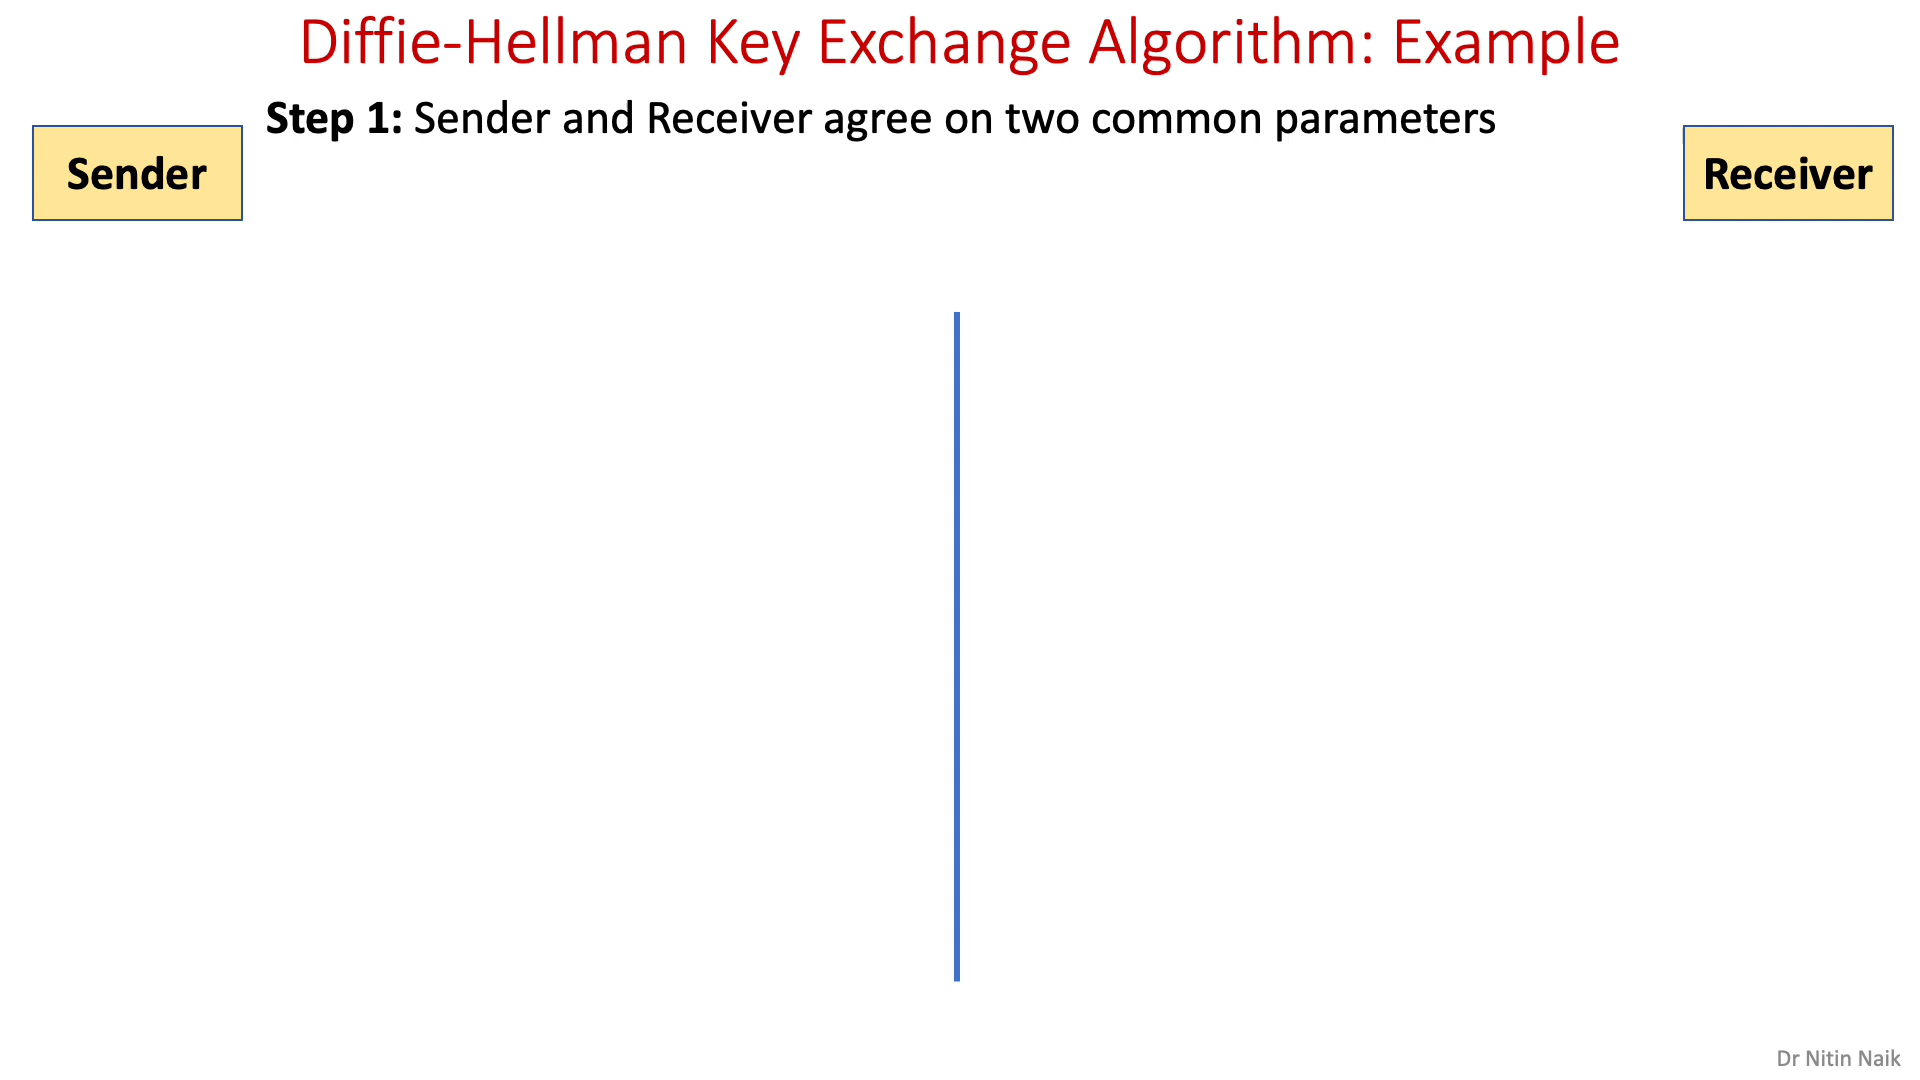 Diffie-Hellman Key Exchange Algorithm: Example
Step 1: Sender and Receiver agree on two common parameters
Sender
Receiver
Dr Nitin Naik